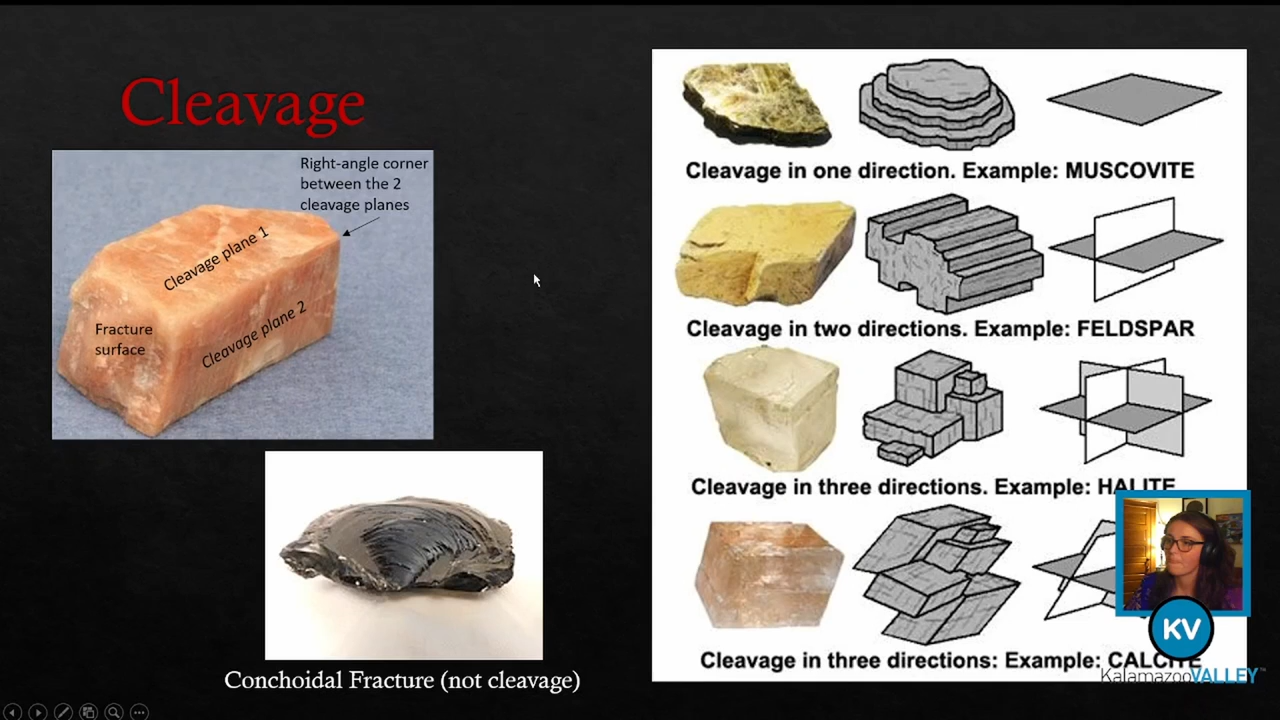 Cleavage
Right-angle corner
between the 2
cleavage planes
Cleavage plane 1
Cleavage plane 2
Fracture
surface
Conchoidal Fracture (not cleavage)
Cleavage in one direction. Example: MUSCOVITE
Cleavage in two directions. Example: FELDSPAR
Cleavage in three directions. Example: HALITE
Cleavage in three directions: Example: CALCITE
KV
KalamazooVALLEY™